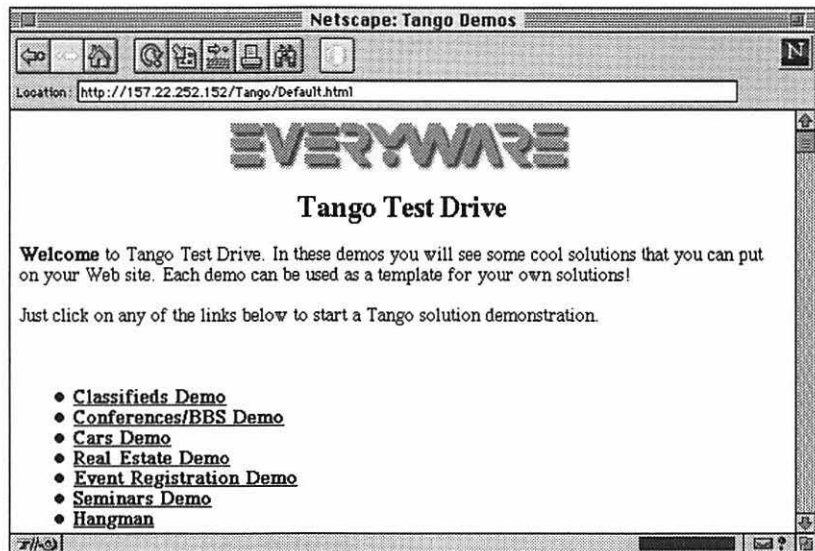 Netscape: Tango Demos
N
Location: http://157.22.252.152/Tango/Default.html
EVERYWARE
Tango Test Drive
Welcome to Tango Test Drive. In these demos you will see some cool solutions that you can put
on your Web site. Each demo can be used as a template for your own solutions!
Just click on any of the links below to start a Tango solution demonstration.
• Classifieds Demo
• Conferences/BBS Demo
• Cars Demo
• Real Estate Demo
• Event Registration Demo
• Seminars Demo
• Hangman